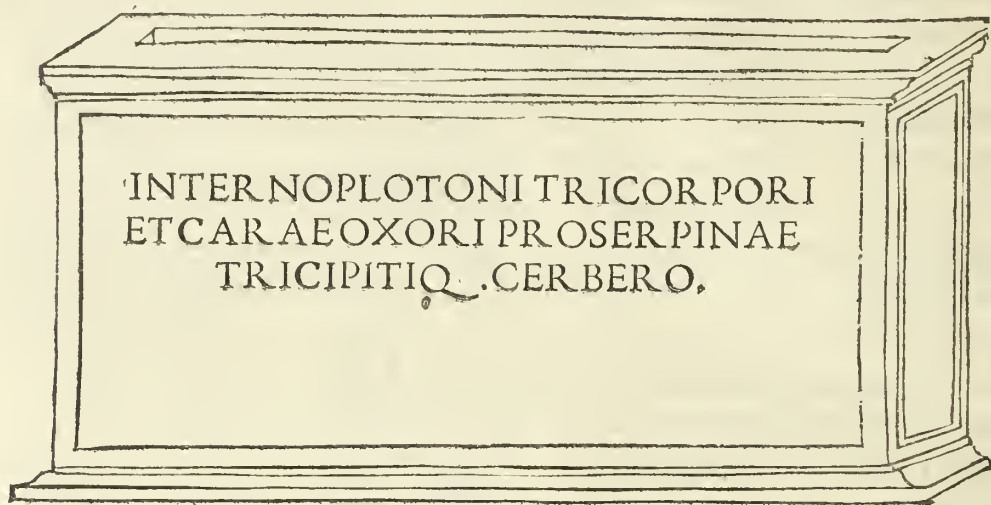 INTERNOPLOTONI TRICORPORI
ETCARAEOXORI PROSERPINAE
TRICIPITIQ.CERBERO.